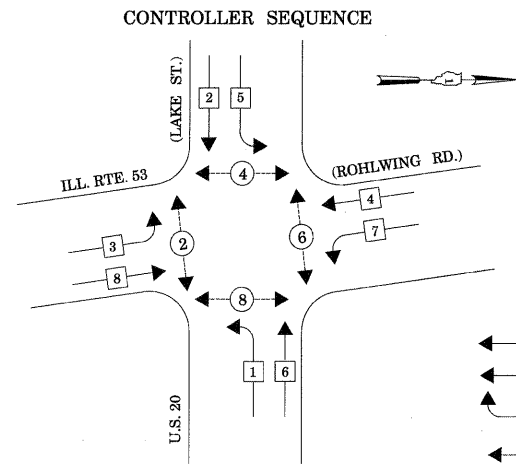 CONTROLLER SEQUENCE
(LAKE ST.)
2
5
ILL. RTE. 53
4
(ROHLWING RD.)
4
3
2
6
7
8
8
1
6
U.S. 20